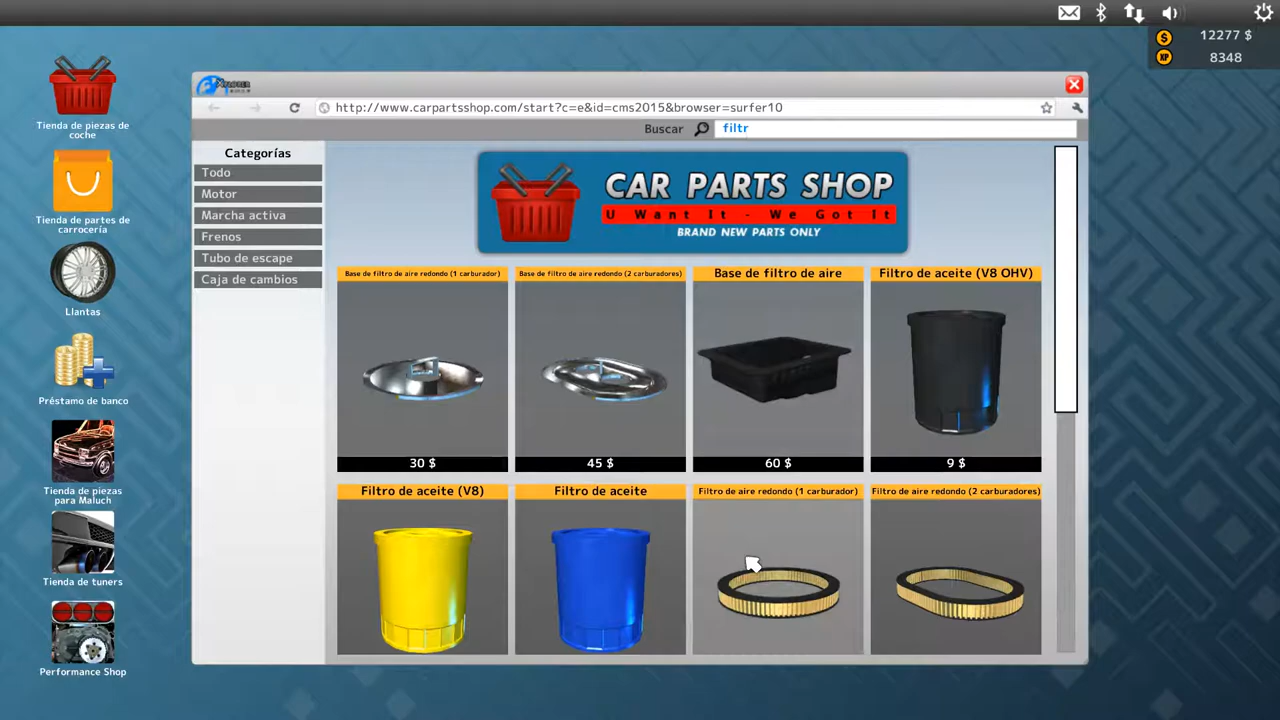 12277 $
XP 8348
Tienda de piezas de
coche
Tienda de partes de
carrocería
Llantas
Préstamo de banco
Tienda de piezas
para Maluch
Tienda de tuners
Performance Shop
http://www.carpartsshop.com/start?c=e&id=cms2015&browser=surfer10
Buscar filtr
Categorías
Todo
Motor
Marcha activa
Frenos
Tubo de escape
Caja de cambios
CAR PARTS SHOP
U Want It - We Got It
BRAND NEW PARTS ONLY
Base de filtro de aire redondo (1 carburador)
30 $
Base de filtro de aire redondo (2 carburadores)
45 $
Base de filtro de aire
60 $
Filtro de aceite (V8 OHV)
9 $
Filtro de aceite (V8)
Filtro de aceite
Filtro de aire redondo (1 carburador)
Filtro de aire redondo (2 carburadores)